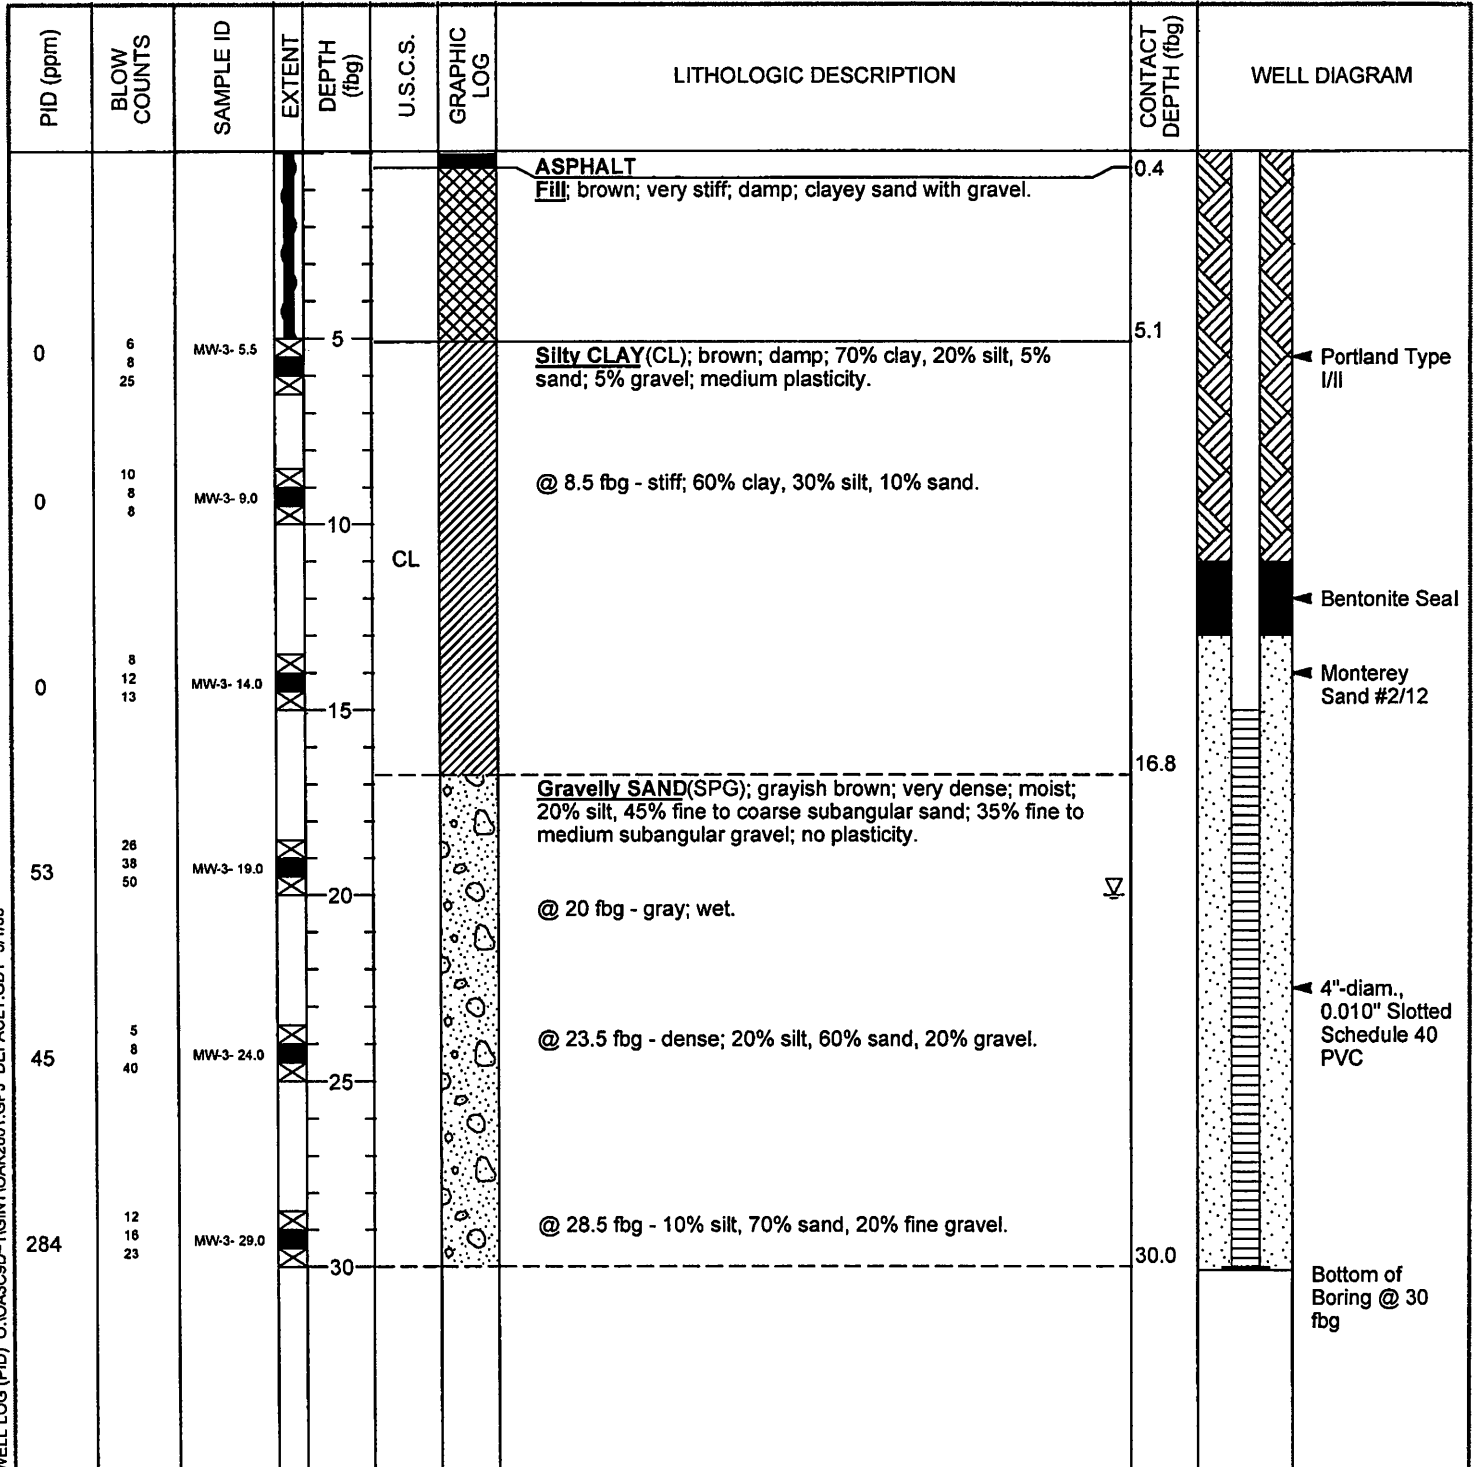 PID (ppm)
BLOW
COUNTS
SAMPLE ID
EXTENT
DEPTH
(fbg)
U.S.C.S.
GRAPHIC
LOG
LITHOLOGIC DESCRIPTION
CONTACT
DEPTH (fbg)
WELL DIAGRAM
ASPHALT
0.4
Fill; brown; very stiff; damp; clayey sand with gravel.
5
5.1
0
6
8
25
MW-3- 5.5
Silty CLAY(CL); brown; damp; 70% clay, 20% silt, 5%
sand; 5% gravel; medium plasticity.
Portland Type
I/II
0
10
8
8
MW-3- 9.0
@ 8.5 fbg - stiff; 60% clay, 30% silt, 10% sand.
10
CL
Bentonite Seal
0
8
12
13
MW-3- 14.0
Monterey
Sand #2/12
15
16.8
Gravelly SAND(SPG); grayish brown; very dense; moist;
20% silt, 45% fine to coarse subangular sand; 35% fine to
medium subangular gravel; no plasticity.
53
26
38
50
MW-3- 19.0
20
@ 20 fbg - gray; wet.
4"-diam.,
0.010" Slotted
Schedule 40
PVC
45
5
8
40
MW-3- 24.0
@ 23.5 fbg - dense; 20% silt, 60% sand, 20% gravel.
25
284
12
16
23
MW-3- 29.0
@ 28.5 fbg - 10% silt, 70% sand, 20% fine gravel.
30
30.0
Bottom of
Boring @ 30
fbg
WELL LOG (PID)